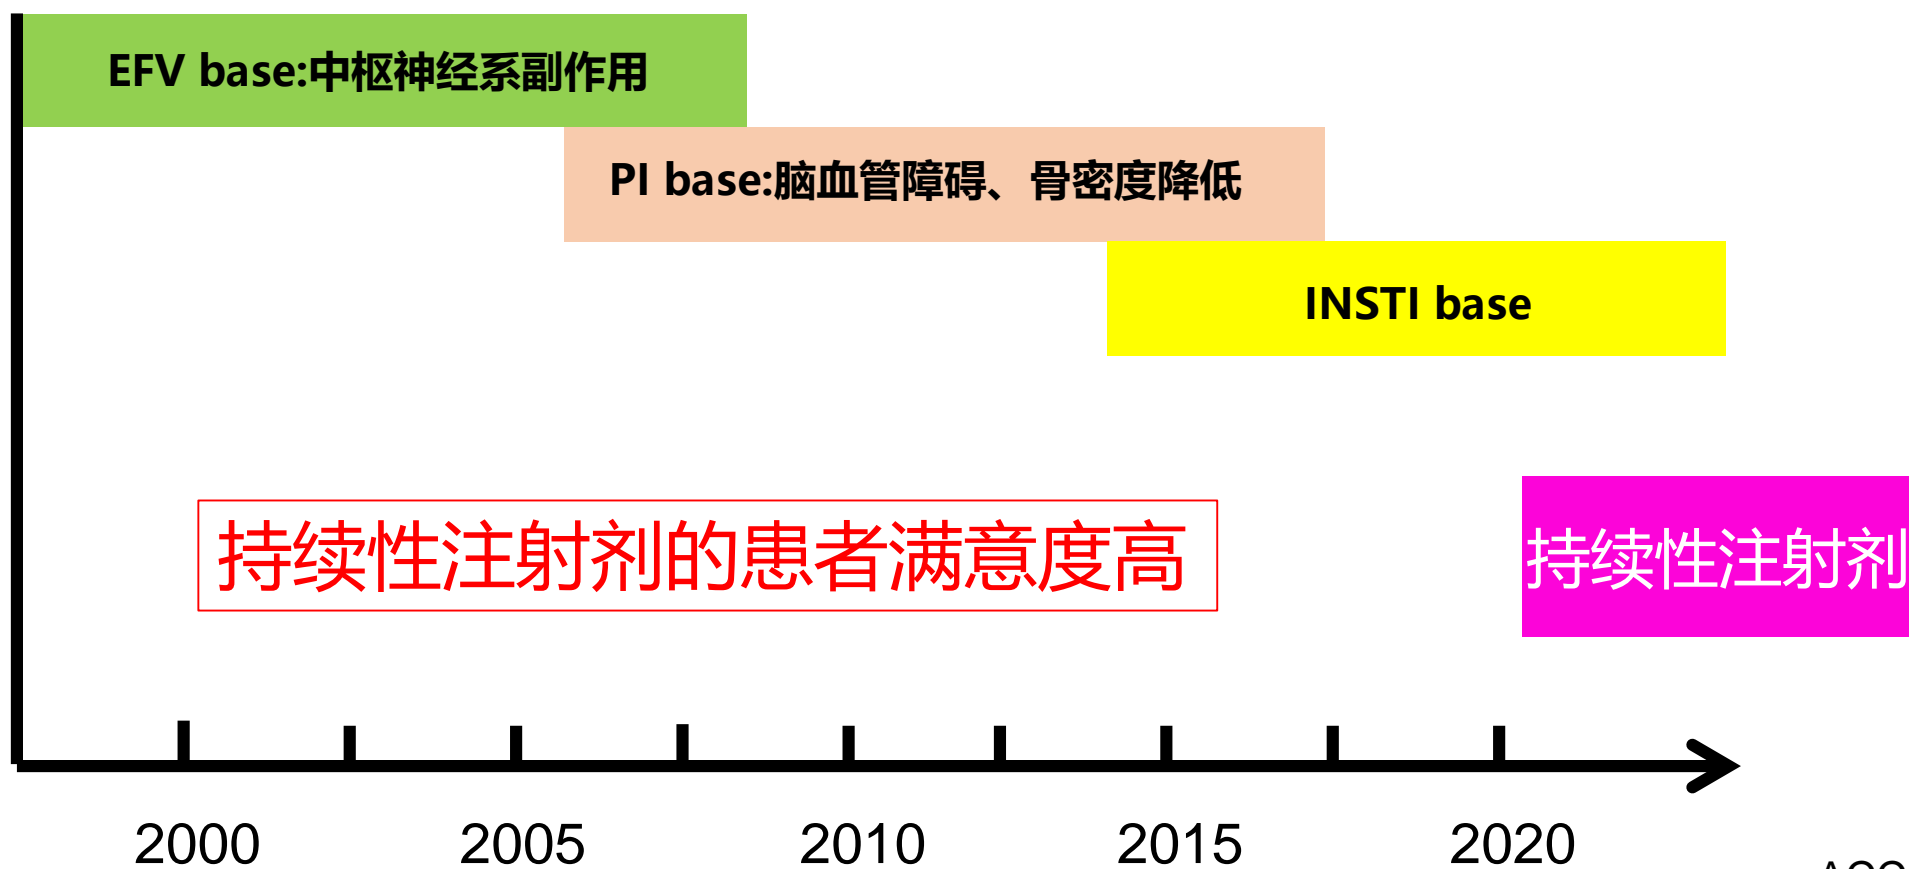 EFV base:中枢神经系副作用
PI base:脑血管障碍、骨密度降低
INSTI base
持续性注射剂的患者满意度高
持续性注射剂
2000 2005 2010 2015 2020